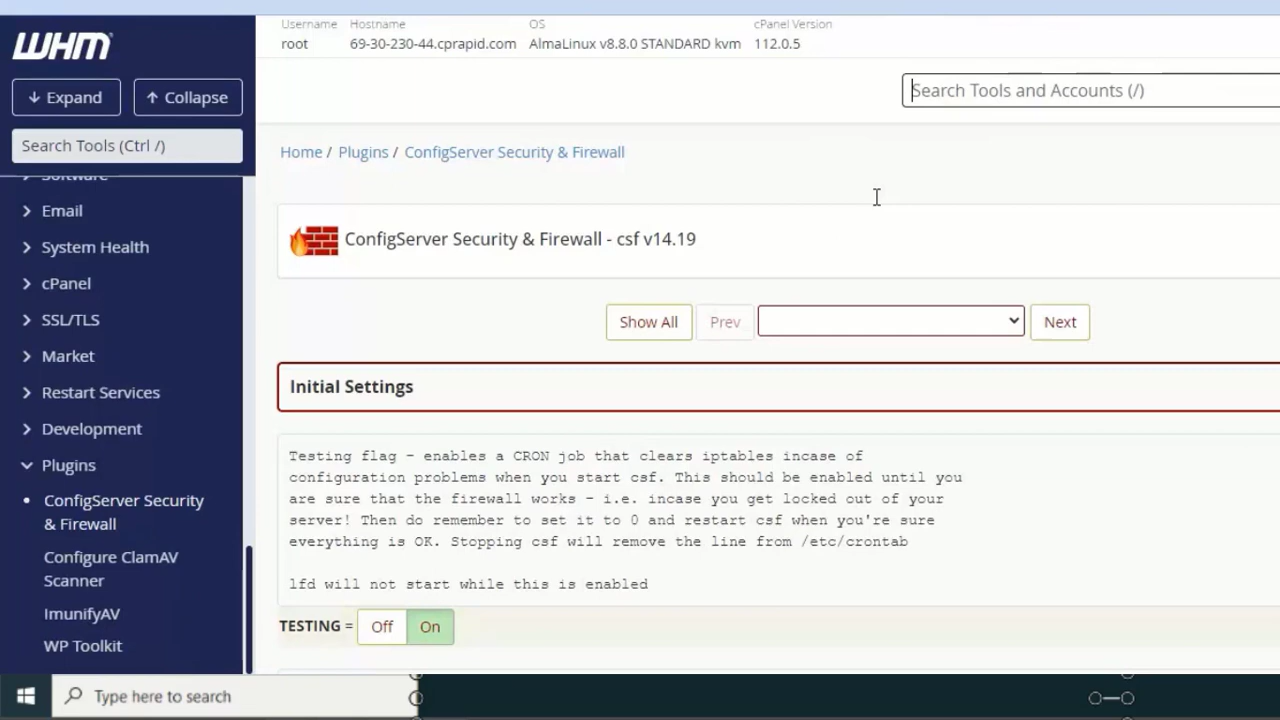 Username Hostname OS cPanel Version
root 69-30-230-44.cprapid.com AlmaLinux v8.8.0 STANDARD kvm 112.0.5
WHM
Expand Collapse
Search Tools (Ctrl /)
Search Tools and Accounts (/)
Software
Email
System Health
cPanel
SSL/TLS
Market
Restart Services
Development
Plugins
ConfigServer Security
& Firewall
Configure ClamAV
Scanner
ImunifyAV
WP Toolkit
Home / Plugins / ConfigServer Security & Firewall
ConfigServer Security & Firewall - csf v14.19
Show All Prev Next
Initial Settings
Testing flag - enables a CRON job that clears iptables incase of
configuration problems when you start csf. This should be enabled until you
are sure that the firewall works - i.e. incase you get locked out of your
server! Then do remember to set it to 0 and restart csf when you're sure
everything is OK. Stopping csf will remove the line from /etc/crontab
lfd will not start while this is enabled
TESTING = Off On
Type here to search